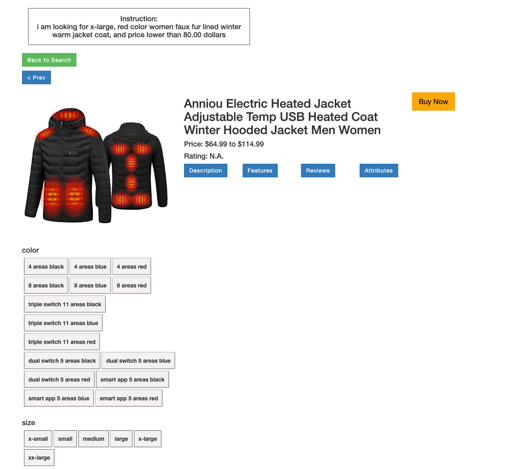 Instruction:
i am looking for x-large, red color women faux fur lined winter
warm jacket coat, and price lower than 80.00 dollars
Back to Search
< Prev
Anniou Electric Heated Jacket
Adjustable Temp USB Heated Coat
Winter Hooded Jacket Men Women
Buy Now
Price: $64.99 to $114.99
Rating: N.A.
Description Features Reviews Attributes
color
4 areas black 4 areas blue 4 areas red
8 areas black 8 areas blue 8 areas red
triple switch 11 areas black
triple switch 11 areas blue
triple switch 11 areas red
dual switch 5 areas black dual switch 5 areas blue
dual switch 5 areas red smart app 5 areas black
smart app 5 areas blue smart app 5 areas red
size
x-small small medium large x-large
xx-large